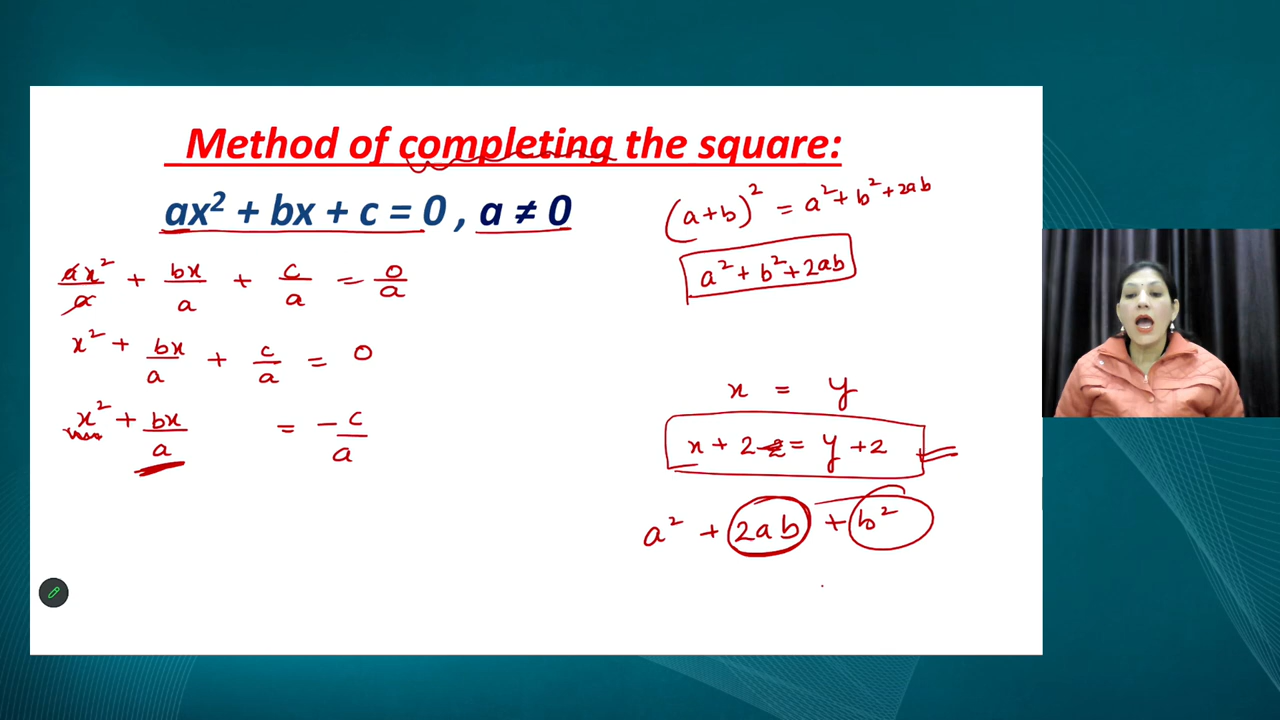 Method of completing the square:
ax² + bx + c = 0 , a ≠ 0
ax²/a + bx/a + c/a = 0/a
x² + bx/a + c/a = 0
x² + bx/a = -c/a
(a+b)² = a² + b² + 2ab
a² + b² + 2ab
x = y
x + 2 = y + 2
a² + 2ab + b²